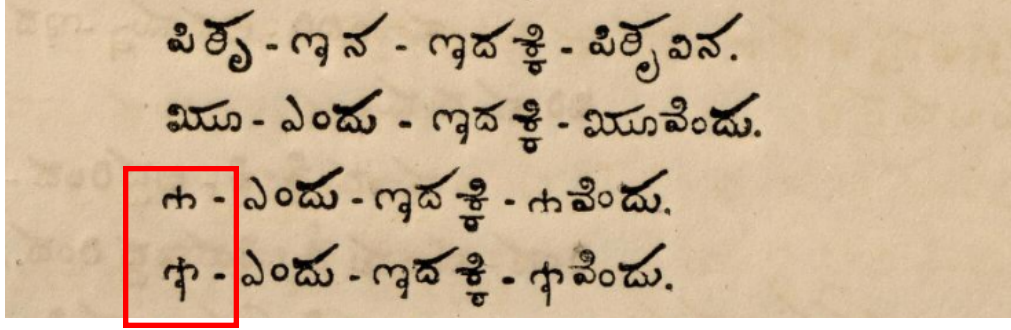 ಪಿತೃ - ಇನ - ಇದಕ್ಕೆ - ಪಿತೃವಿನ.
ೠ - ಎಂದು - ಇದಕ್ಕೆ - ೠವೆಂದು.
ಌ - ಎಂದು - ಇದಕ್ಕೆ - ಌವೆಂದು.
ೡ - ಎಂದು - ಇದಕ್ಕೆ - ೡವೆಂದು.